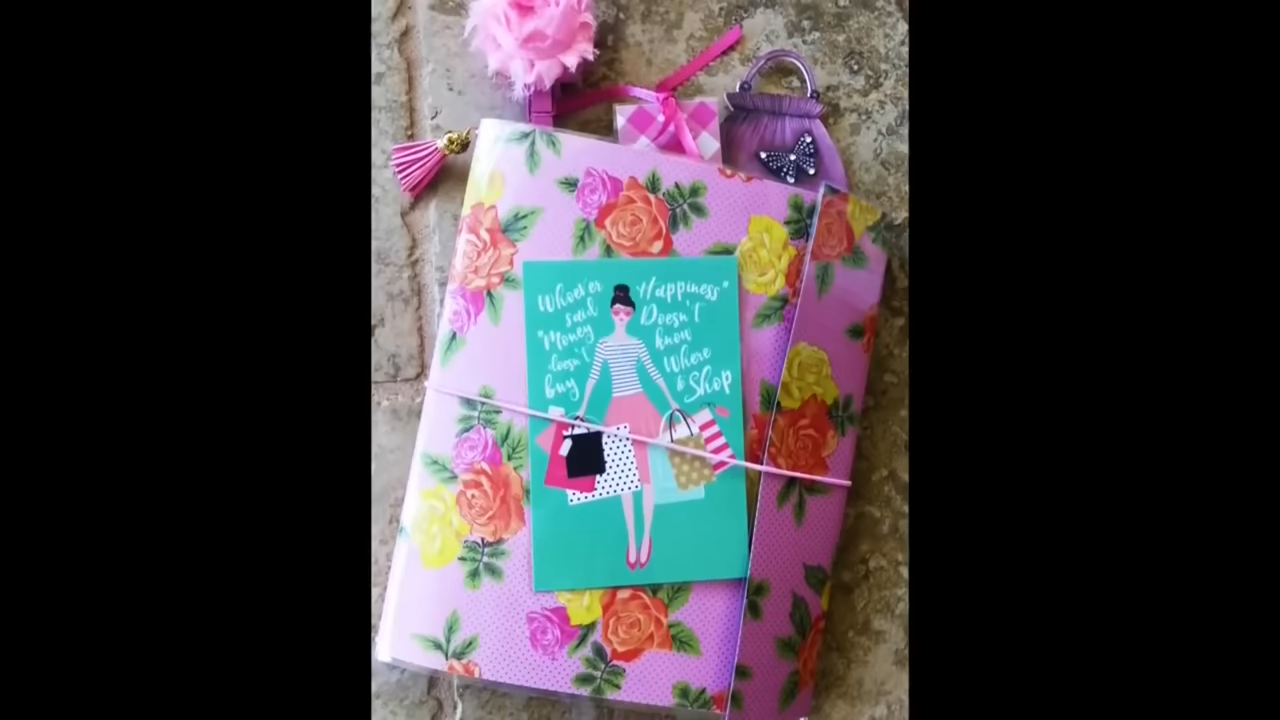 Whoever
said
"Money
doesn't
buy
Happiness"
Doesn't
know
Where
to Shop